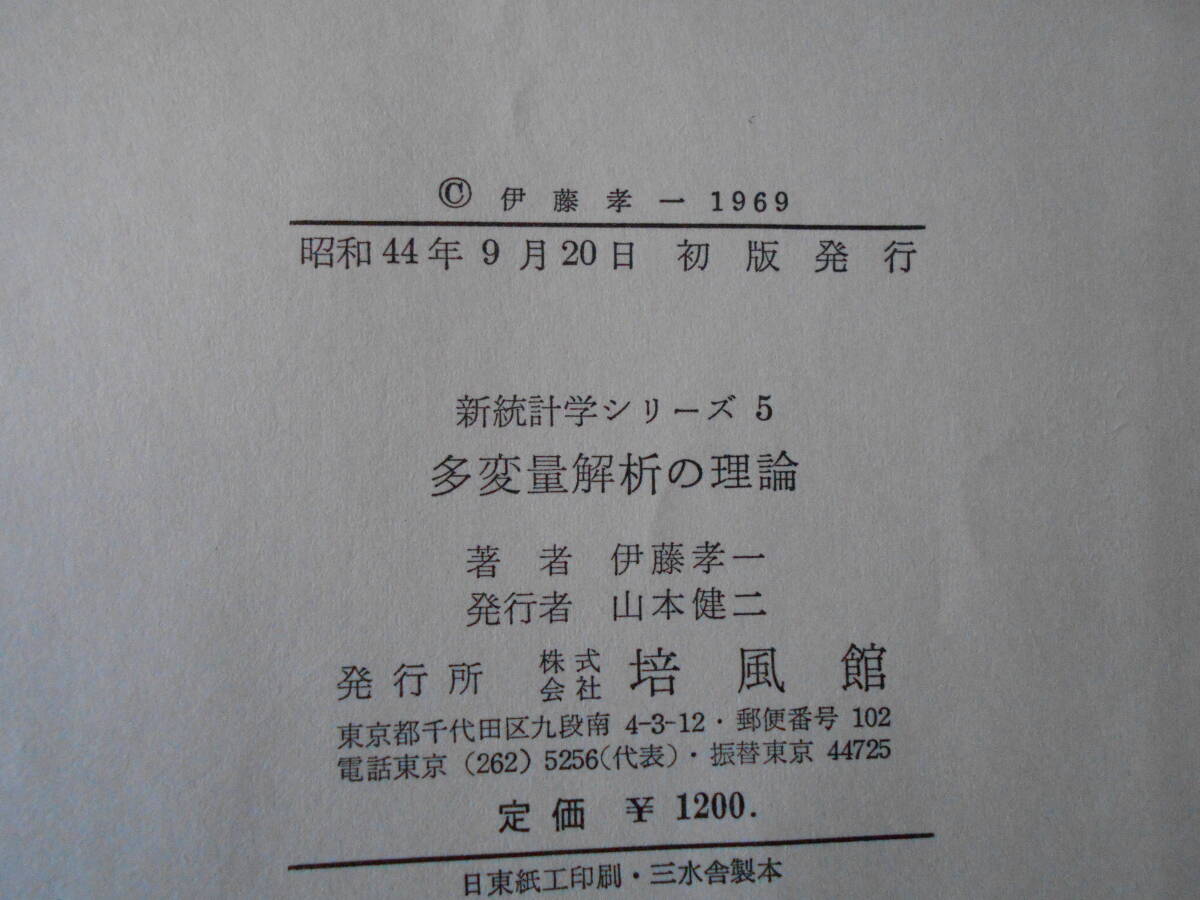 © 伊藤孝一 1969
昭和44年9月20日 初版発行
新統計学シリーズ 5
多変量解析の理論
著者 伊藤孝一
発行者 山本健二
発行所 株式会社 培風館
東京都千代田区九段南 4-3-12・郵便番号 102
電話東京 (262) 5256(代表)・振替東京 44725
定価 ¥ 1200.
日東紙工印刷・三水舎製本